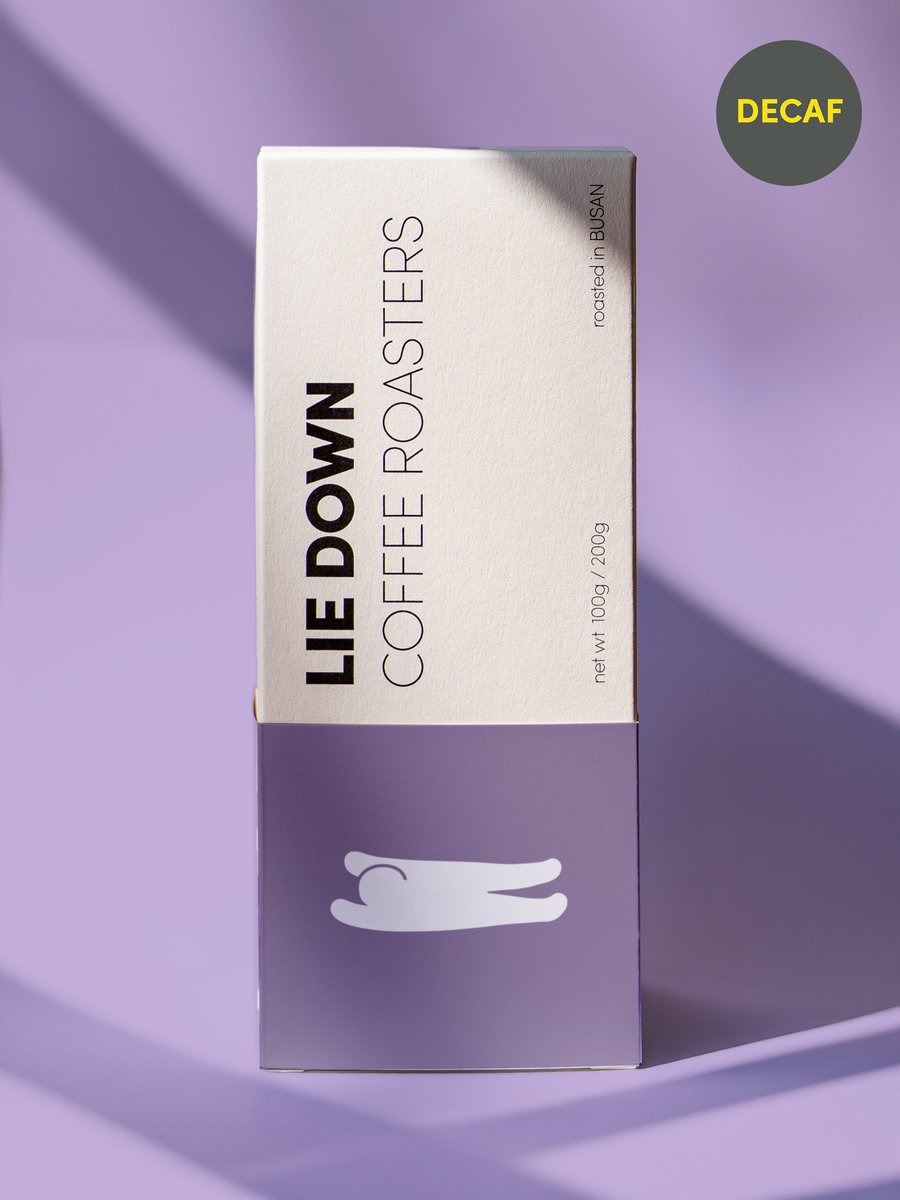 DECAF
LIE DOWN
COFFEE ROASTERS
net wt 100g / 200g
roasted in BUSAN